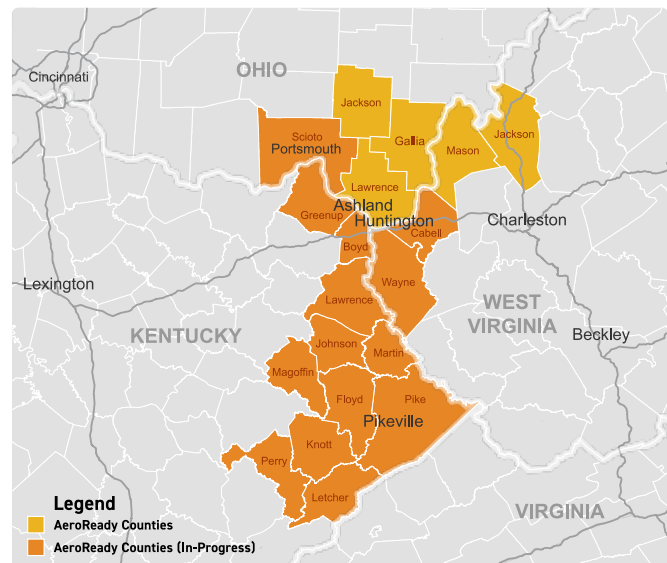 OHIO
Cincinnati
Jackson
Gallia
Jackson
Scioto
Portsmouth
Mason
Lawrence
Ashland
Greenup
Huntington
Charleston
Cabell
Boyd
Lexington
Wayne
Lawrence
WEST
VIRGINIA
KENTUCKY
Beckley
Johnson
Martin
Magoffin
Floyd
Pike
Pikeville
Knott
Perry
Letcher
VIRGINIA
Legend
AeroReady Counties
AeroReady Counties (In-Progress)